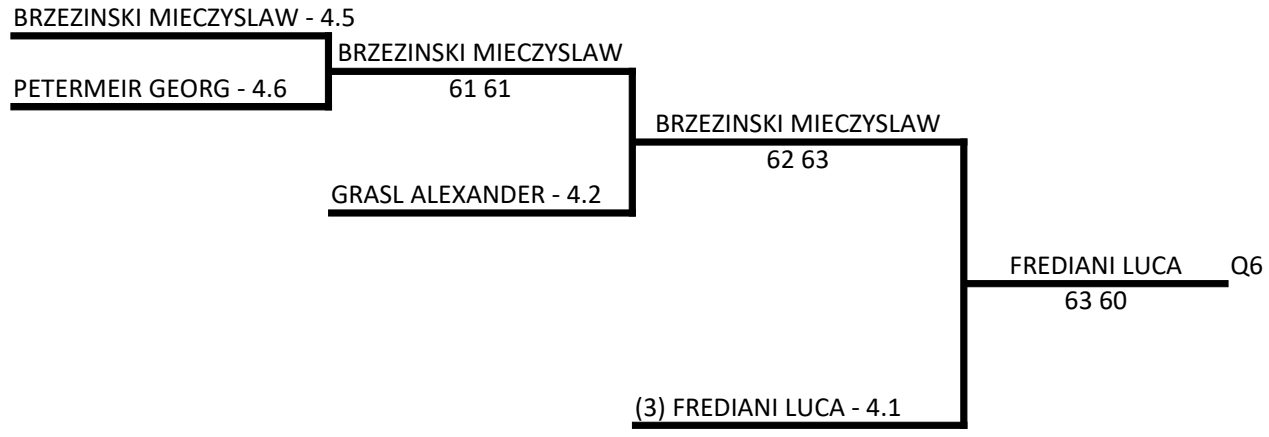 BRZEZINSKI MIECZYSLAW - 4.5
BRZEZINSKI MIECZYSLAW
PETERMEIR GEORG - 4.6
61 61
BRZEZINSKI MIECZYSLAW
62 63
GRASL ALEXANDER - 4.2
FREDIANI LUCA Q6
63 60
(3) FREDIANI LUCA - 4.1